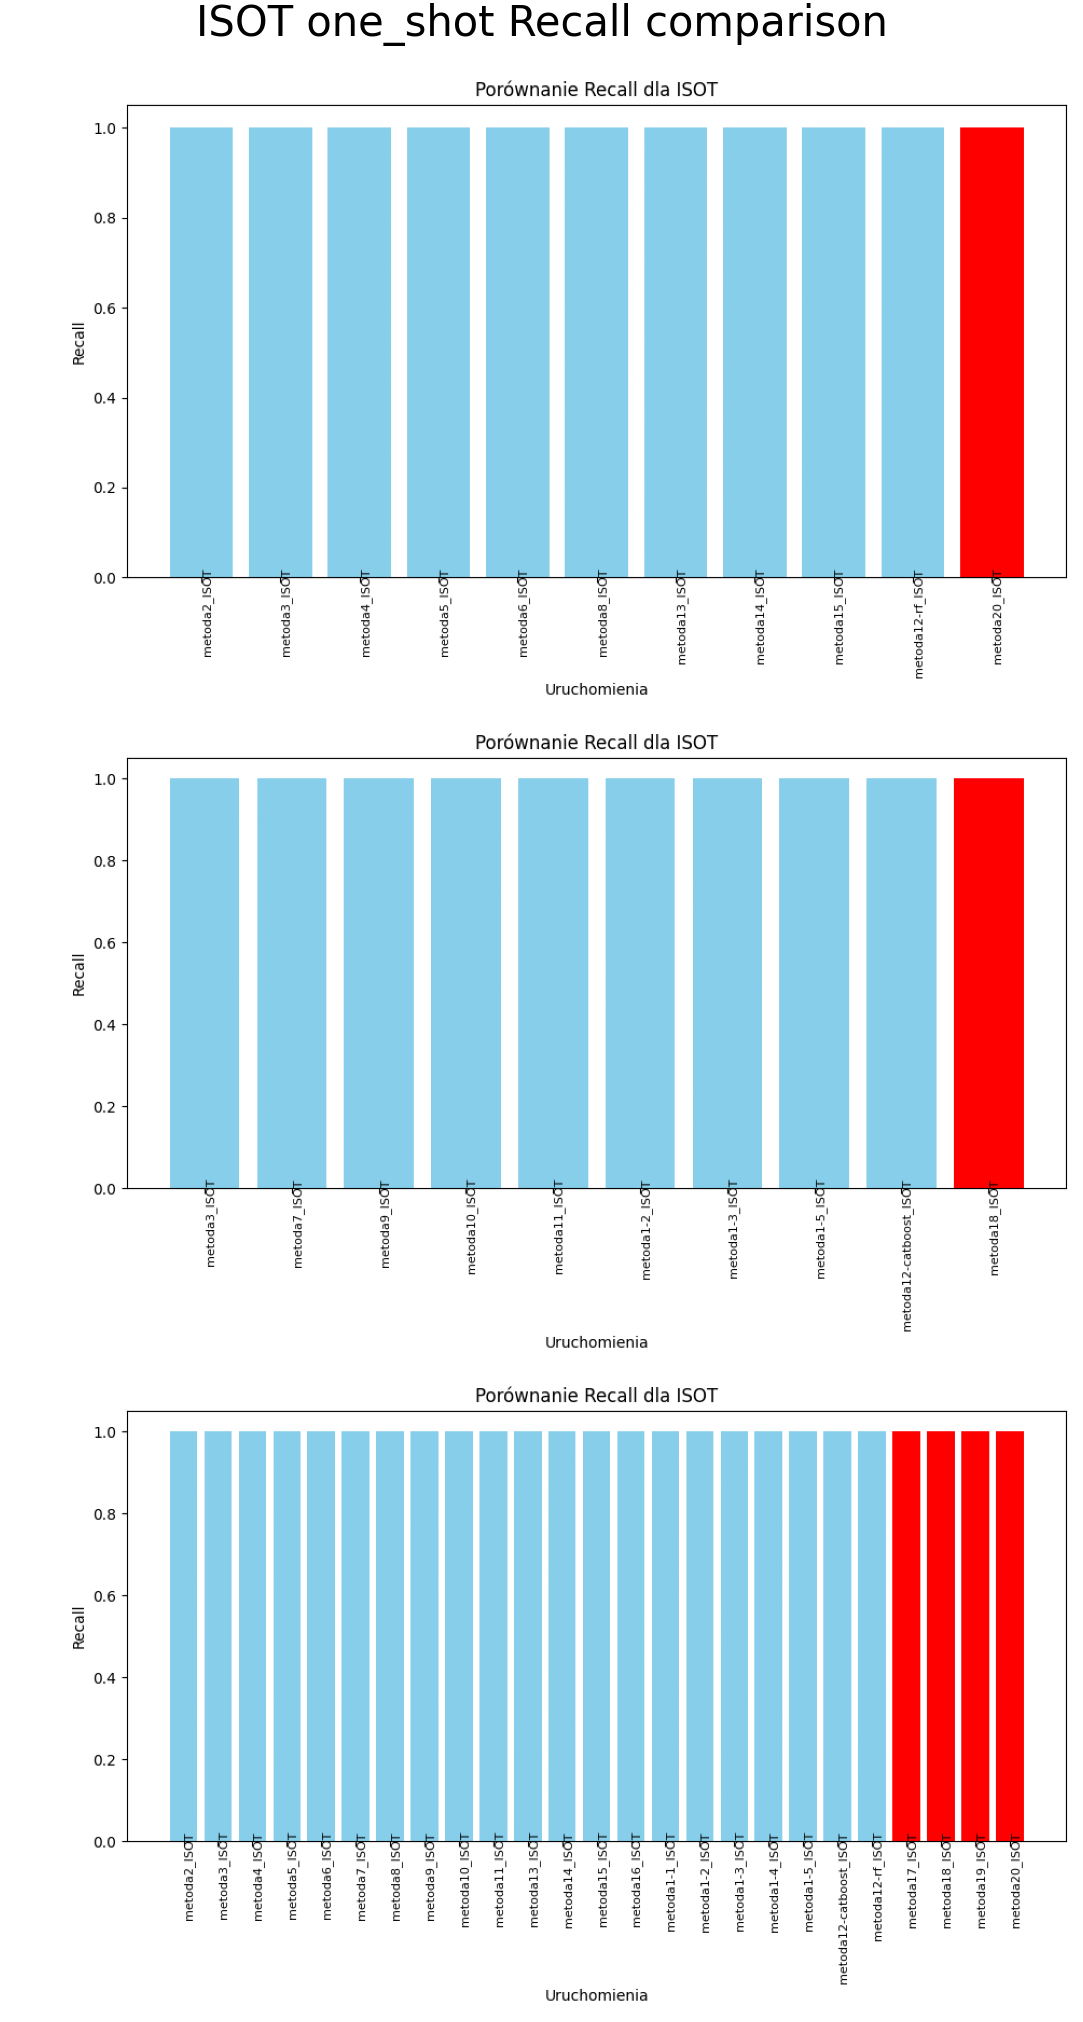 ISOT one_shot Recall comparison
Porównanie Recall dla ISOT
1.0
0.8
0.6
0.4
0.2
0.0
Recall
metoda2_ISOT
metoda3_ISOT
metoda4_ISOT
metoda5_ISOT
metoda6_ISOT
metoda8_ISOT
metoda13_ISOT
metoda14_ISOT
metoda15_ISOT
metoda12-rf_ISOT
metoda20_ISOT
Uruchomienia
Porównanie Recall dla ISOT
1.0
0.8
0.6
0.4
0.2
0.0
Recall
metoda3_ISOT
metoda7_ISOT
metoda9_ISOT
metoda10_ISOT
metoda11_ISOT
metoda1-2_ISOT
metoda1-3_ISOT
metoda1-5_ISOT
metoda12-catboost_ISOT
metoda18_ISOT
Uruchomienia
Porównanie Recall dla ISOT
1.0
0.8
0.6
0.4
0.2
0.0
Recall
metoda2_ISOT
metoda3_ISOT
metoda4_ISOT
metoda5_ISOT
metoda6_ISOT
metoda7_ISOT
metoda8_ISOT
metoda9_ISOT
metoda10_ISOT
metoda11_ISOT
metoda13_ISOT
metoda14_ISOT
metoda15_ISOT
metoda16_ISOT
metoda1-1_ISOT
metoda1-2_ISOT
metoda1-3_ISOT
metoda1-4_ISOT
metoda1-5_ISOT
metoda12-catboost_ISOT
metoda12-rf_ISOT
metoda17_ISOT
metoda18_ISOT
metoda19_ISOT
metoda20_ISOT
Uruchomienia